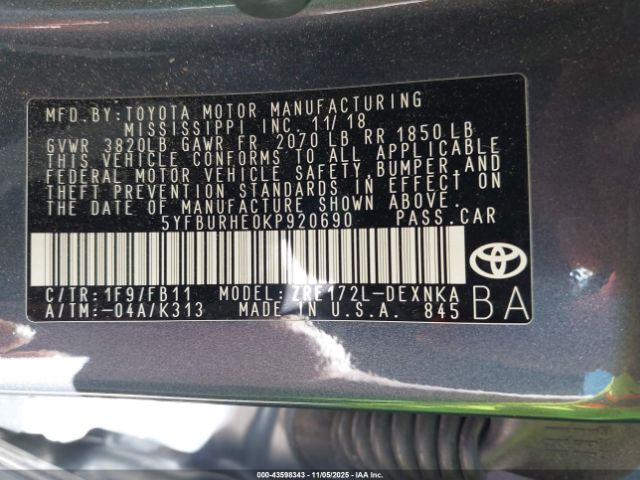 MFD.BY:TOYOTA MOTOR MANUFACTURING
MISSISSIPPI INC. 11/18
GVWR 3820LB GAWR FR. 2070 LB RR 1850 LB
THIS VEHICLE CONFORMS TO ALL APPLICABLE
FEDERAL MOTOR VEHICLE SAFETY,BUMPER,AND
THEFT PREVENTION STANDARDS IN EFFECT ON
THE DATE OF MANUFACTURE SHOWN ABOVE.
5YFBURHE0KP920690 PASS.CAR
C/TR:1F9/FB11 MODEL:ZRE172L-DEXNKA
A/TM:-04A/K313 MADE IN U.S.A. 845
BA
000-43598343 - 11/05/2025 - IAA Inc.